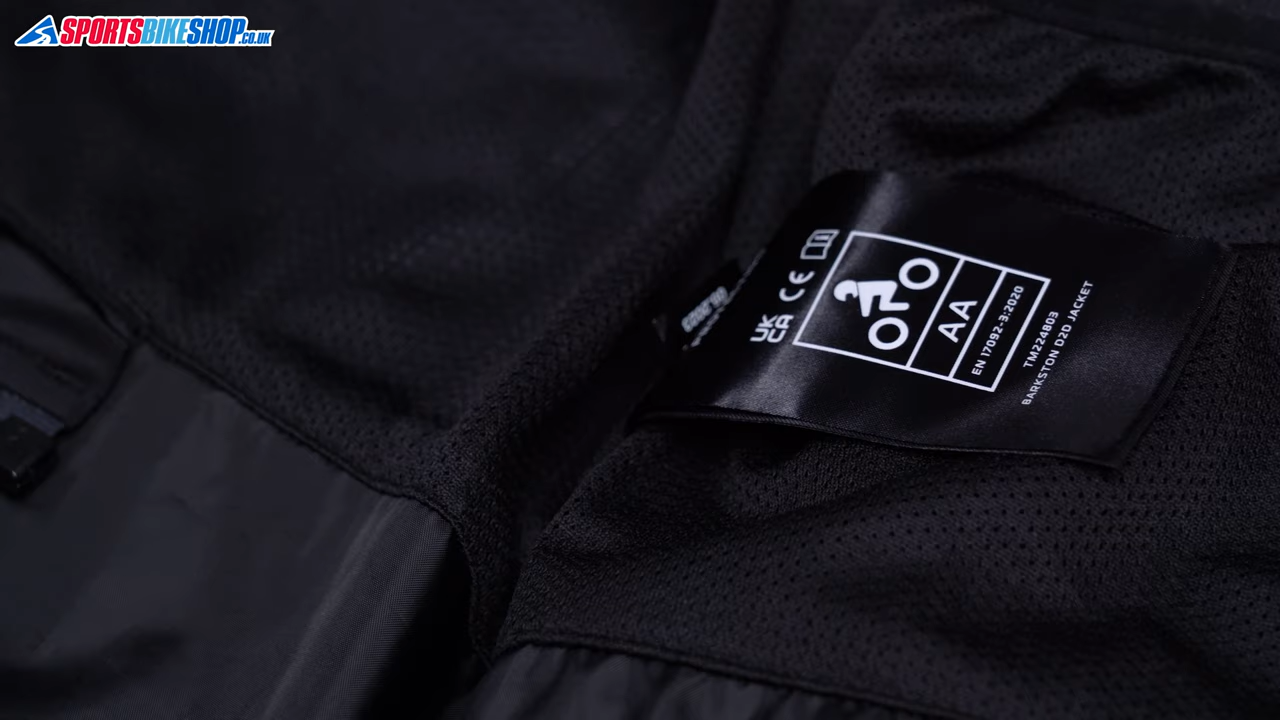 SPORTSBIKESHOP.co.uk
UK
CA
CE
AA
EN 17092-3:2020
TM224803
BARKSTON D2D JACKET